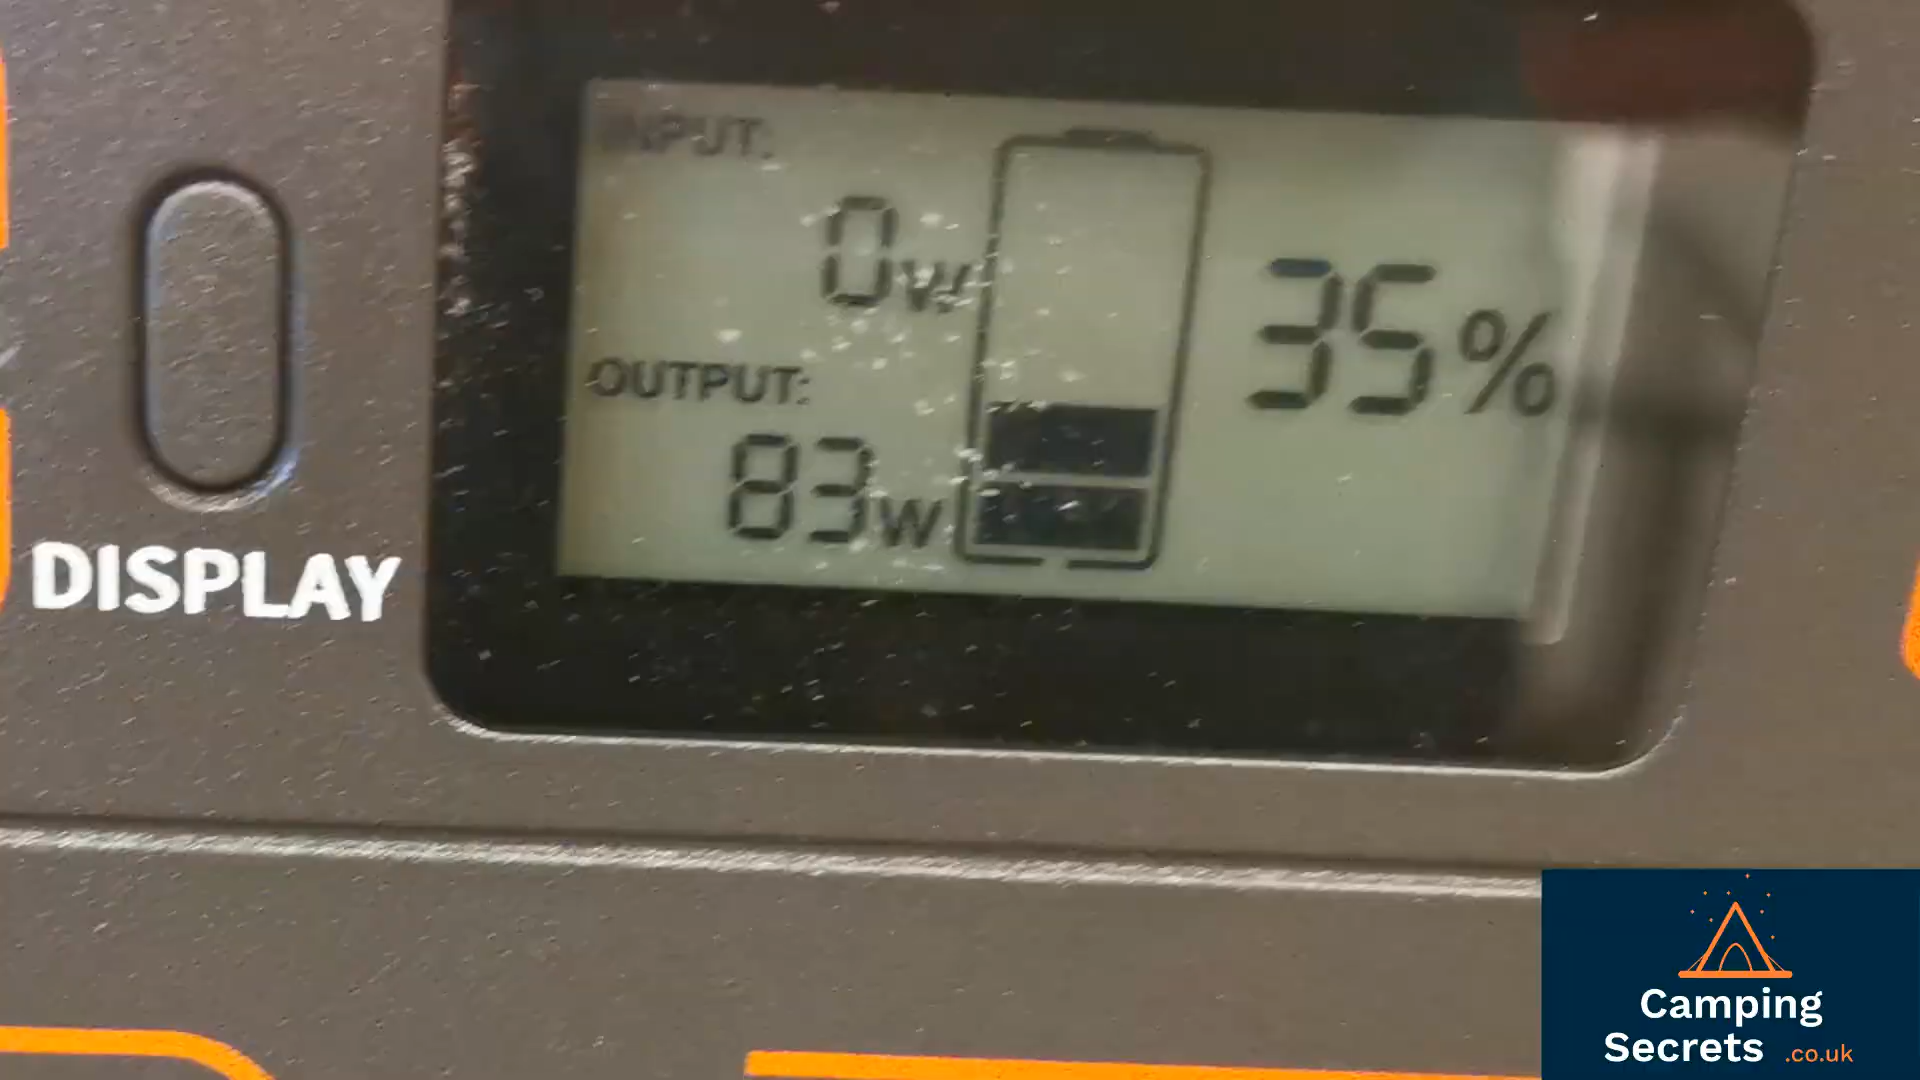 INPUT:
0w
OUTPUT:
83w
35%
DISPLAY
Camping
Secrets .co.uk